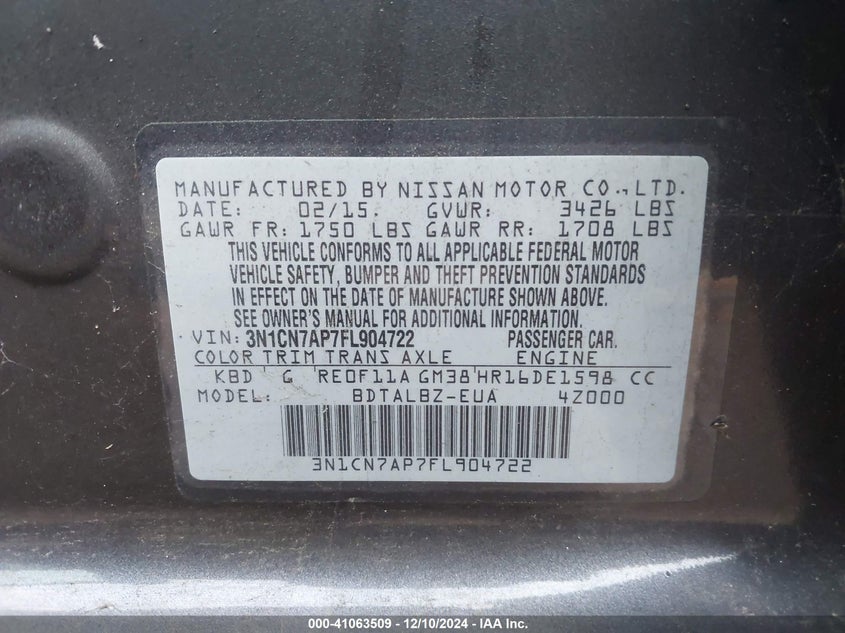 MANUFACTURED BY NISSAN MOTOR CO.,LTD.
DATE: 02/15. GVWR: 3426 LBS
GAWR FR: 1750 LBS GAWR RR: 1708 LBS
THIS VEHICLE CONFORMS TO ALL APPLICABLE FEDERAL MOTOR
VEHICLE SAFETY, BUMPER AND THEFT PREVENTION STANDARDS
IN EFFECT ON THE DATE OF MANUFACTURE SHOWN ABOVE.
SEE OWNER'S MANUAL FOR ADDITIONAL INFORMATION.
VIN: 3N1CN7AP7FL904722 PASSENGER CAR.
COLOR TRIM TRANS AXLE ENGINE
KBD G RE0F11A GM38 HR16DE1598 CC
MODEL: BDTALBZ-EUA 4Z000
3N1CN7AP7FL904722
000-41063509 - 12/10/2024 - IAA Inc.